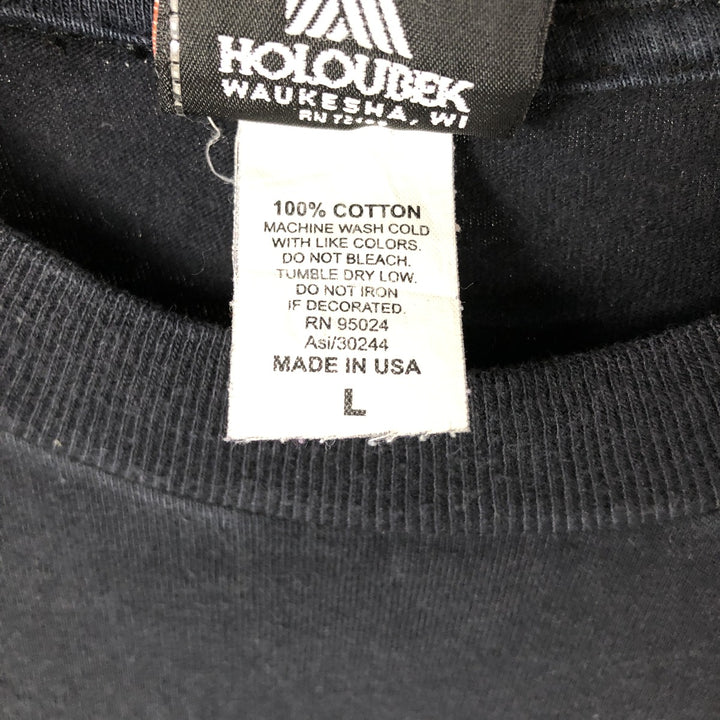 HOLOUBEK
WAUKESHA, WI
RN
100% COTTON
MACHINE WASH COLD
WITH LIKE COLORS.
DO NOT BLEACH.
TUMBLE DRY LOW.
DO NOT IRON
IF DECORATED.
RN 95024
Asi/30244
MADE IN USA
L